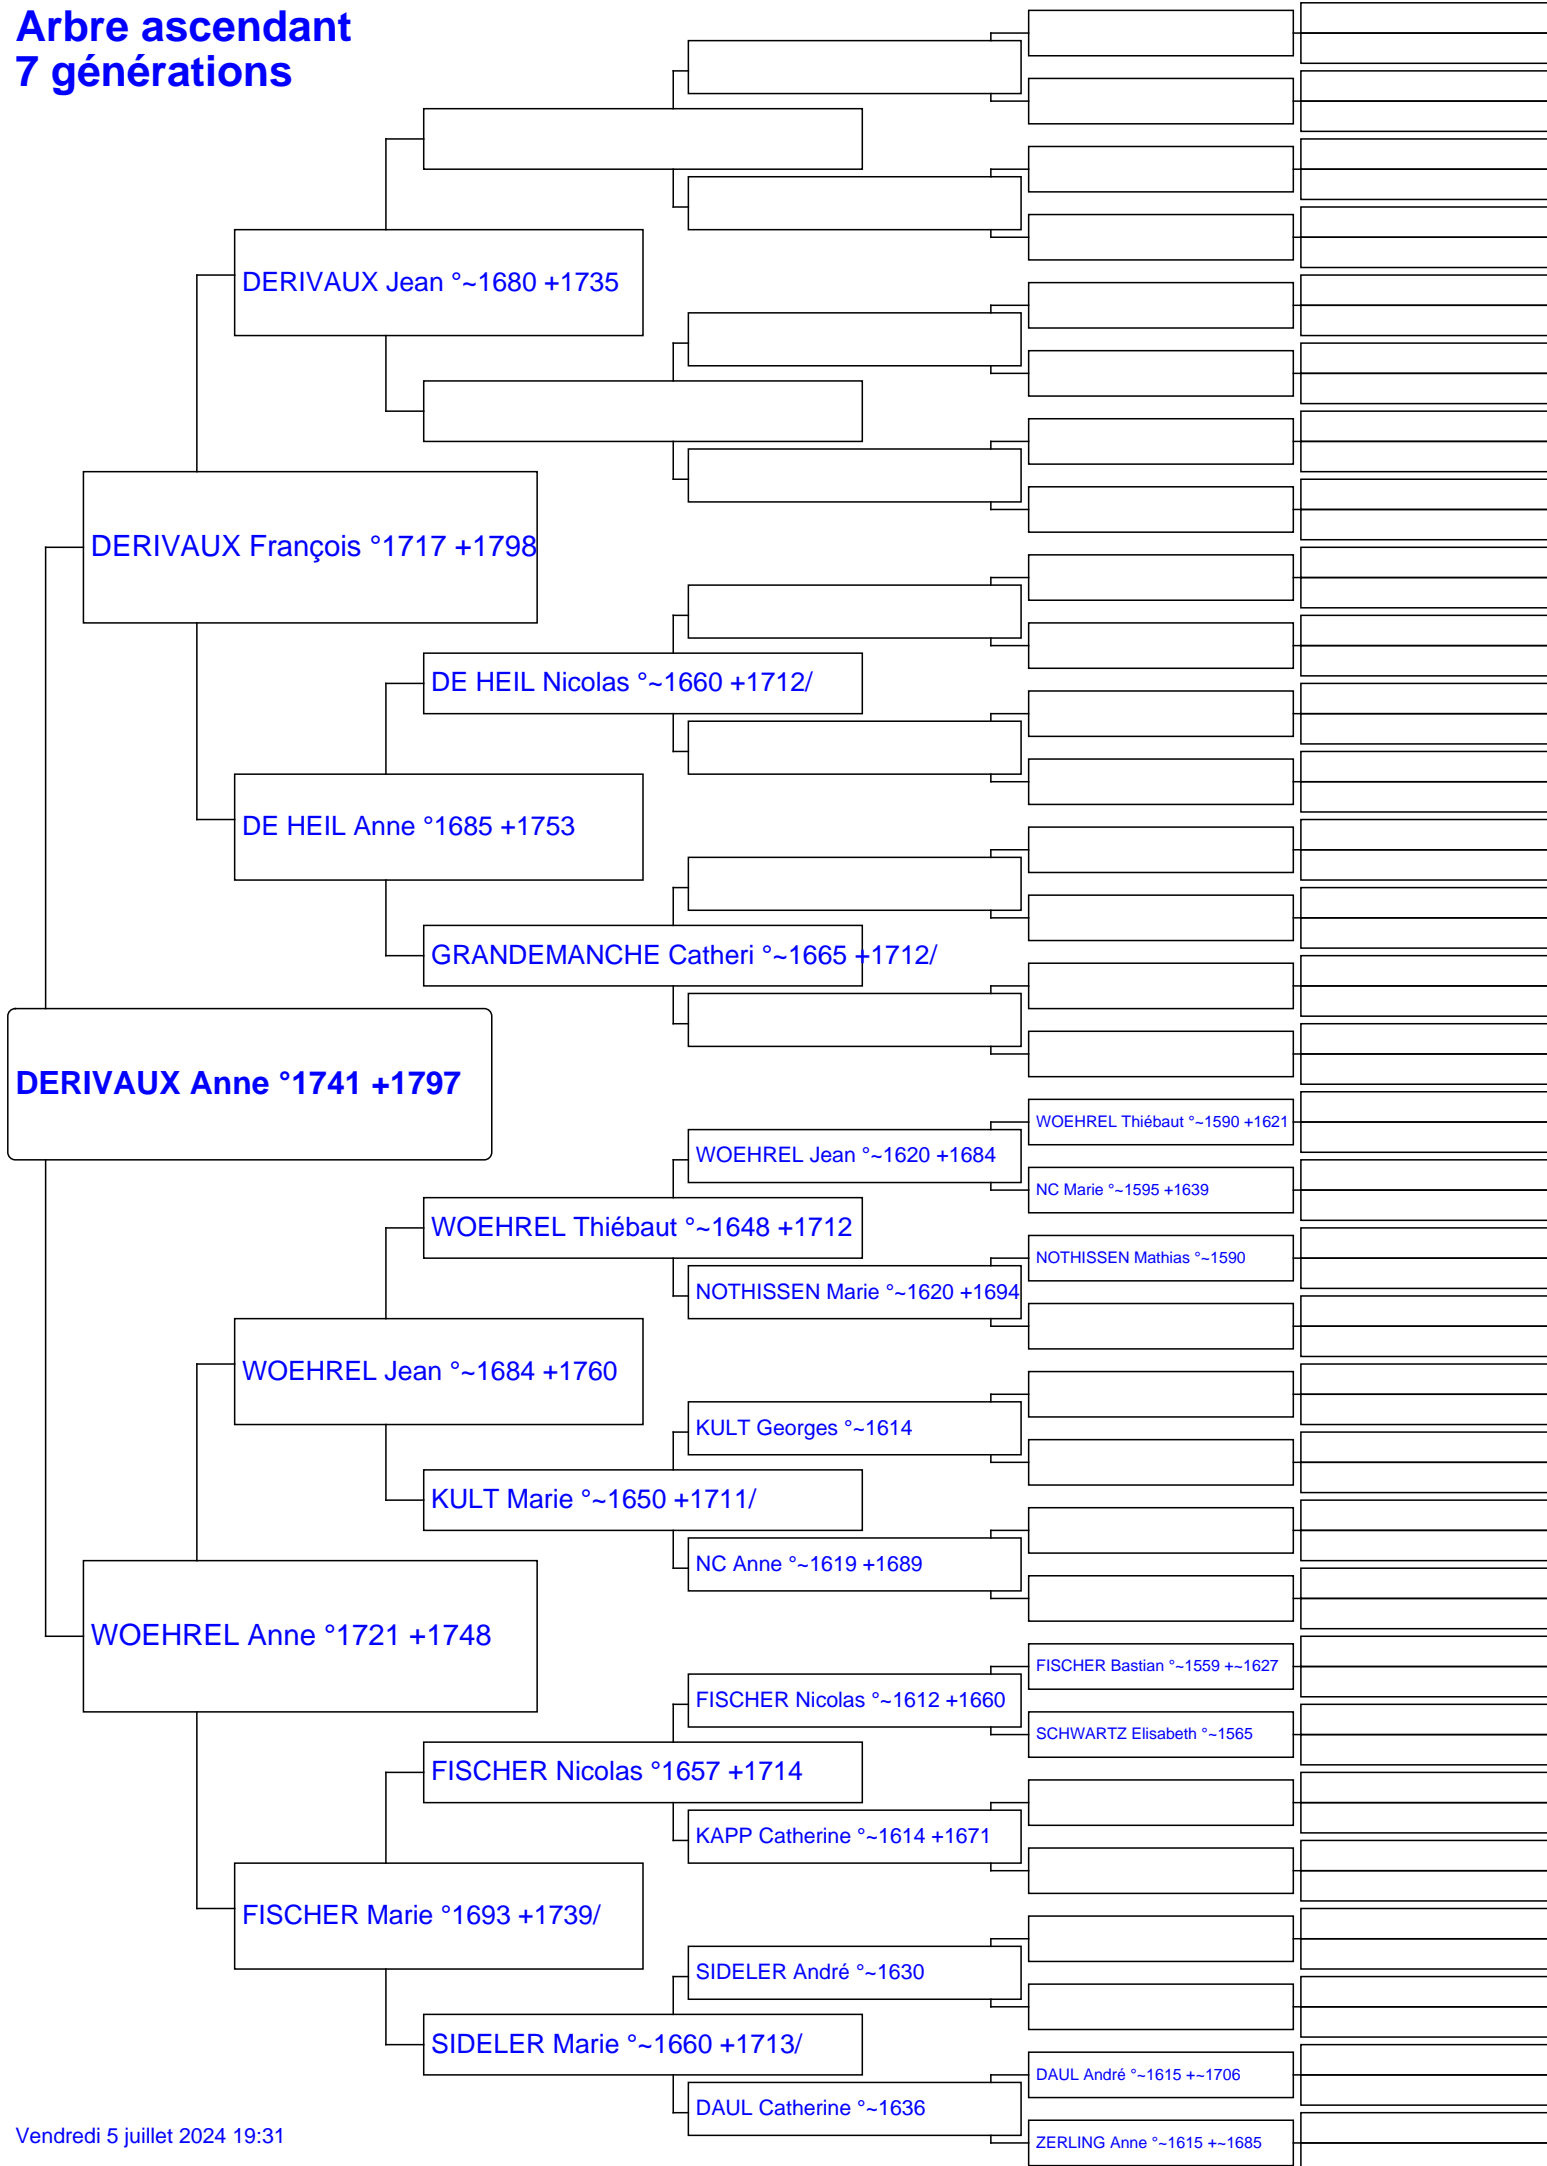 Arbre ascendant
7 générations
DERIVAUX Jean °~1680 +1735
DERIVAUX François °1717 +1798
DE HEIL Nicolas °~1660 +1712/
DE HEIL Anne °1685 +1753
GRANDEMANCHE Catheri °~1665 +1712/
DERIVAUX Anne °1741 +1797
WOEHREL Thiébaut °~1590 +1621
WOEHREL Jean °~1620 +1684
NC Marie °~1595 +1639
WOEHREL Thiébaut °~1648 +1712
NOTHISSEN Mathias °~1590
NOTHISSEN Marie °~1620 +1694
WOEHREL Jean °~1684 +1760
KULT Georges °~1614
KULT Marie °~1650 +1711/
NC Anne °~1619 +1689
WOEHREL Anne °1721 +1748
FISCHER Bastian °~1559 +~1627
FISCHER Nicolas °~1612 +1660
SCHWARTZ Elisabeth °~1565
FISCHER Nicolas °1657 +1714
KAPP Catherine °~1614 +1671
FISCHER Marie °1693 +1739/
SIDELER André °~1630
SIDELER Marie °~1660 +1713/
DAUL André °~1615 +~1706
DAUL Catherine °~1636
ZERLING Anne °~1615 +~1685
Vendredi 5 juillet 2024 19:31